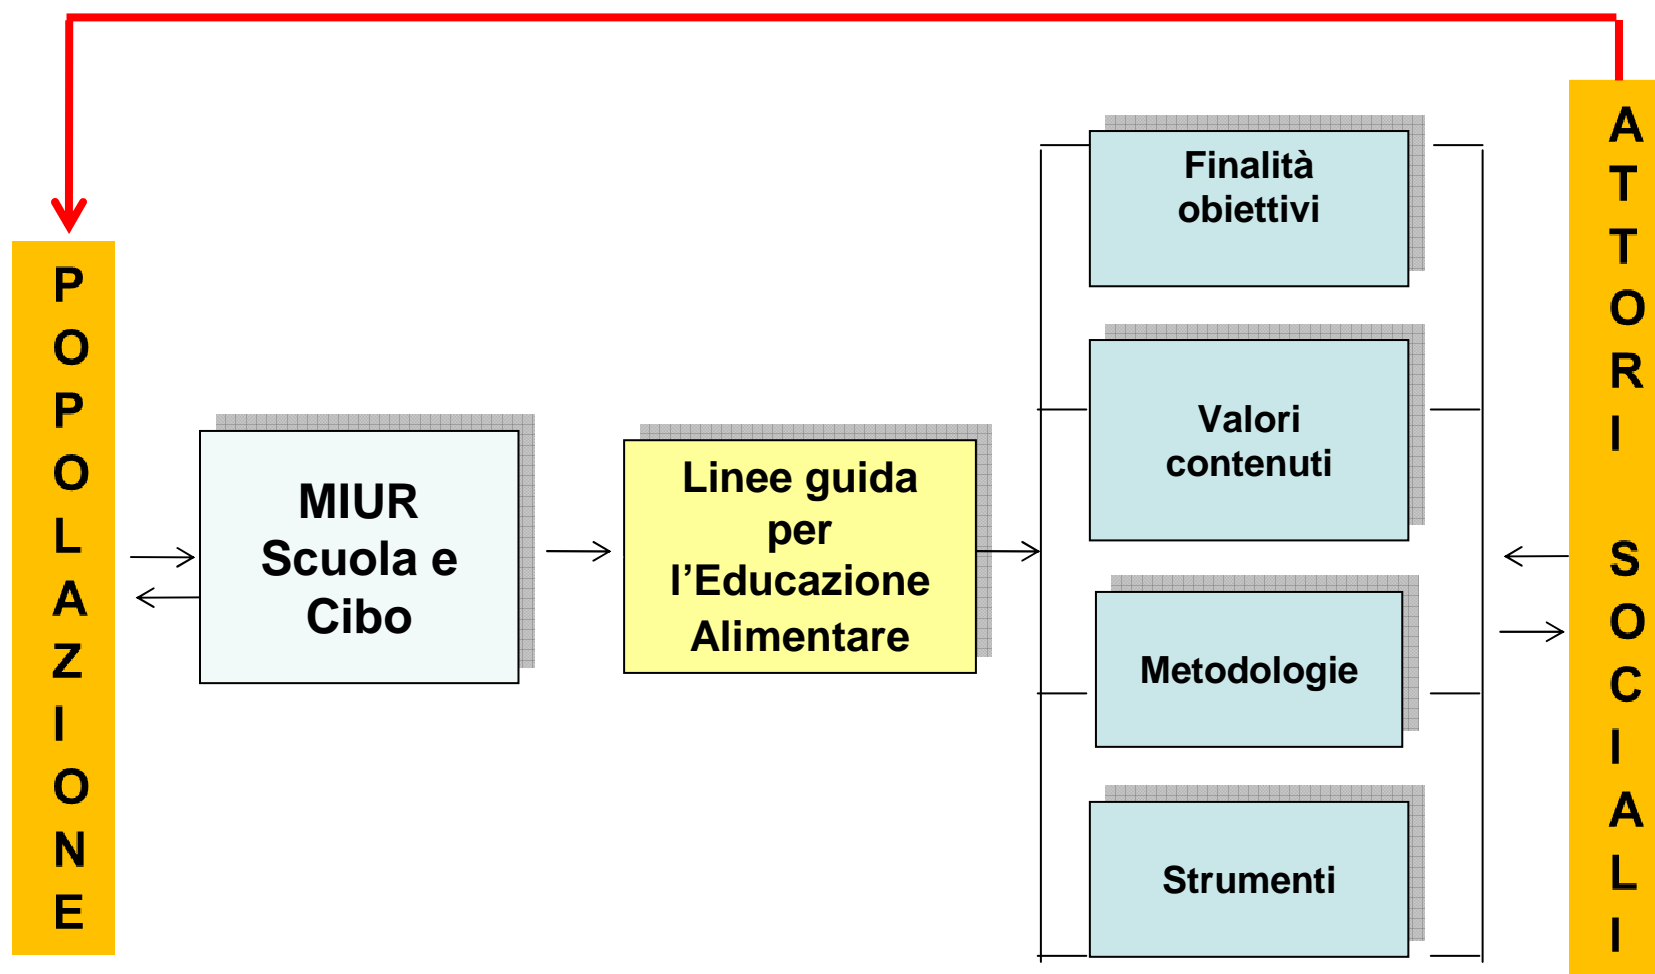 POPOLAZIONE
MIUR
Scuola e
Cibo
Linee guida
per
l’Educazione
Alimentare
Finalità
obiettivi
Valori
contenuti
Metodologie
Strumenti
ATTORI SOCIALI